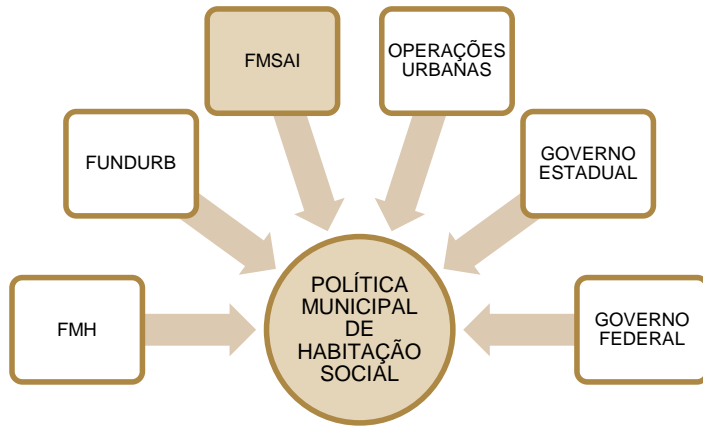 FMSAI
OPERAÇÕES
URBANAS
FUNDURB
GOVERNO
ESTADUAL
FMH
POLÍTICA
MUNICIPAL
DE
HABITAÇÃO
SOCIAL
GOVERNO
FEDERAL